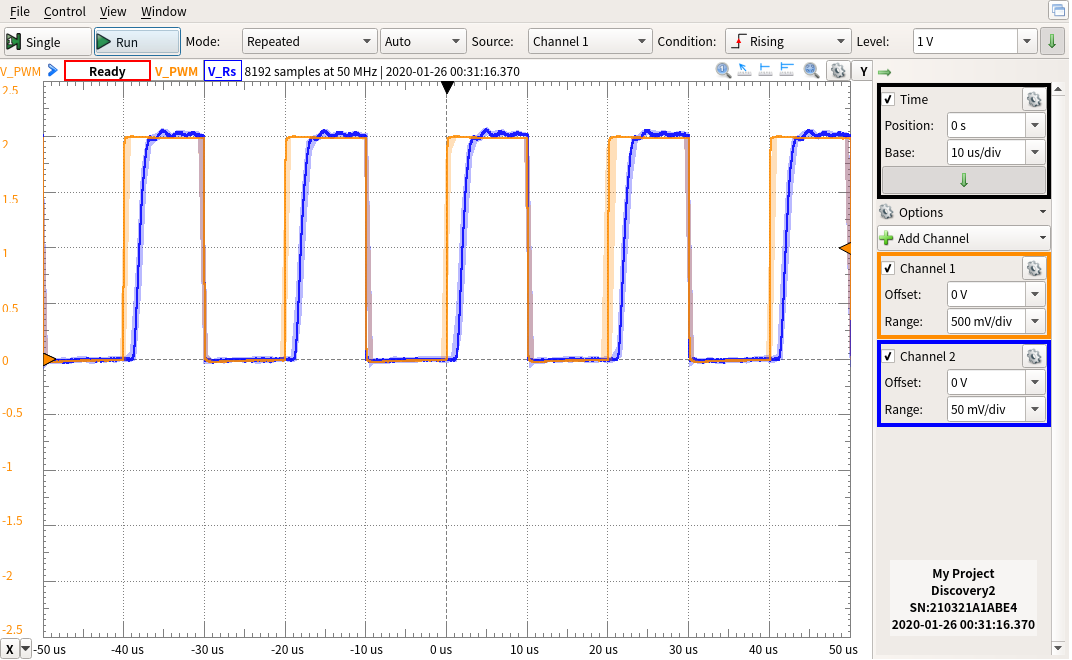 File Control View Window
Single Run Mode: Repeated Auto Source: Channel 1 Condition: Rising Level: 1 V
V_PWM Ready V_PWM V_Rs 8192 samples at 50 MHz | 2020-01-26 00:31:16.370 Y
2.5
2
1.5
1
0.5
0
-0.5
-1
-1.5
-2
-2.5
X -50 us -40 us -30 us -20 us -10 us 0 us 10 us 20 us 30 us 40 us 50 us
Time
Position: 0 s
Base: 10 us/div
Options
Add Channel
Channel 1
Offset: 0 V
Range: 500 mV/div
Channel 2
Offset: 0 V
Range: 50 mV/div
My Project
Discovery2
SN:210321A1ABE4
2020-01-26 00:31:16.370